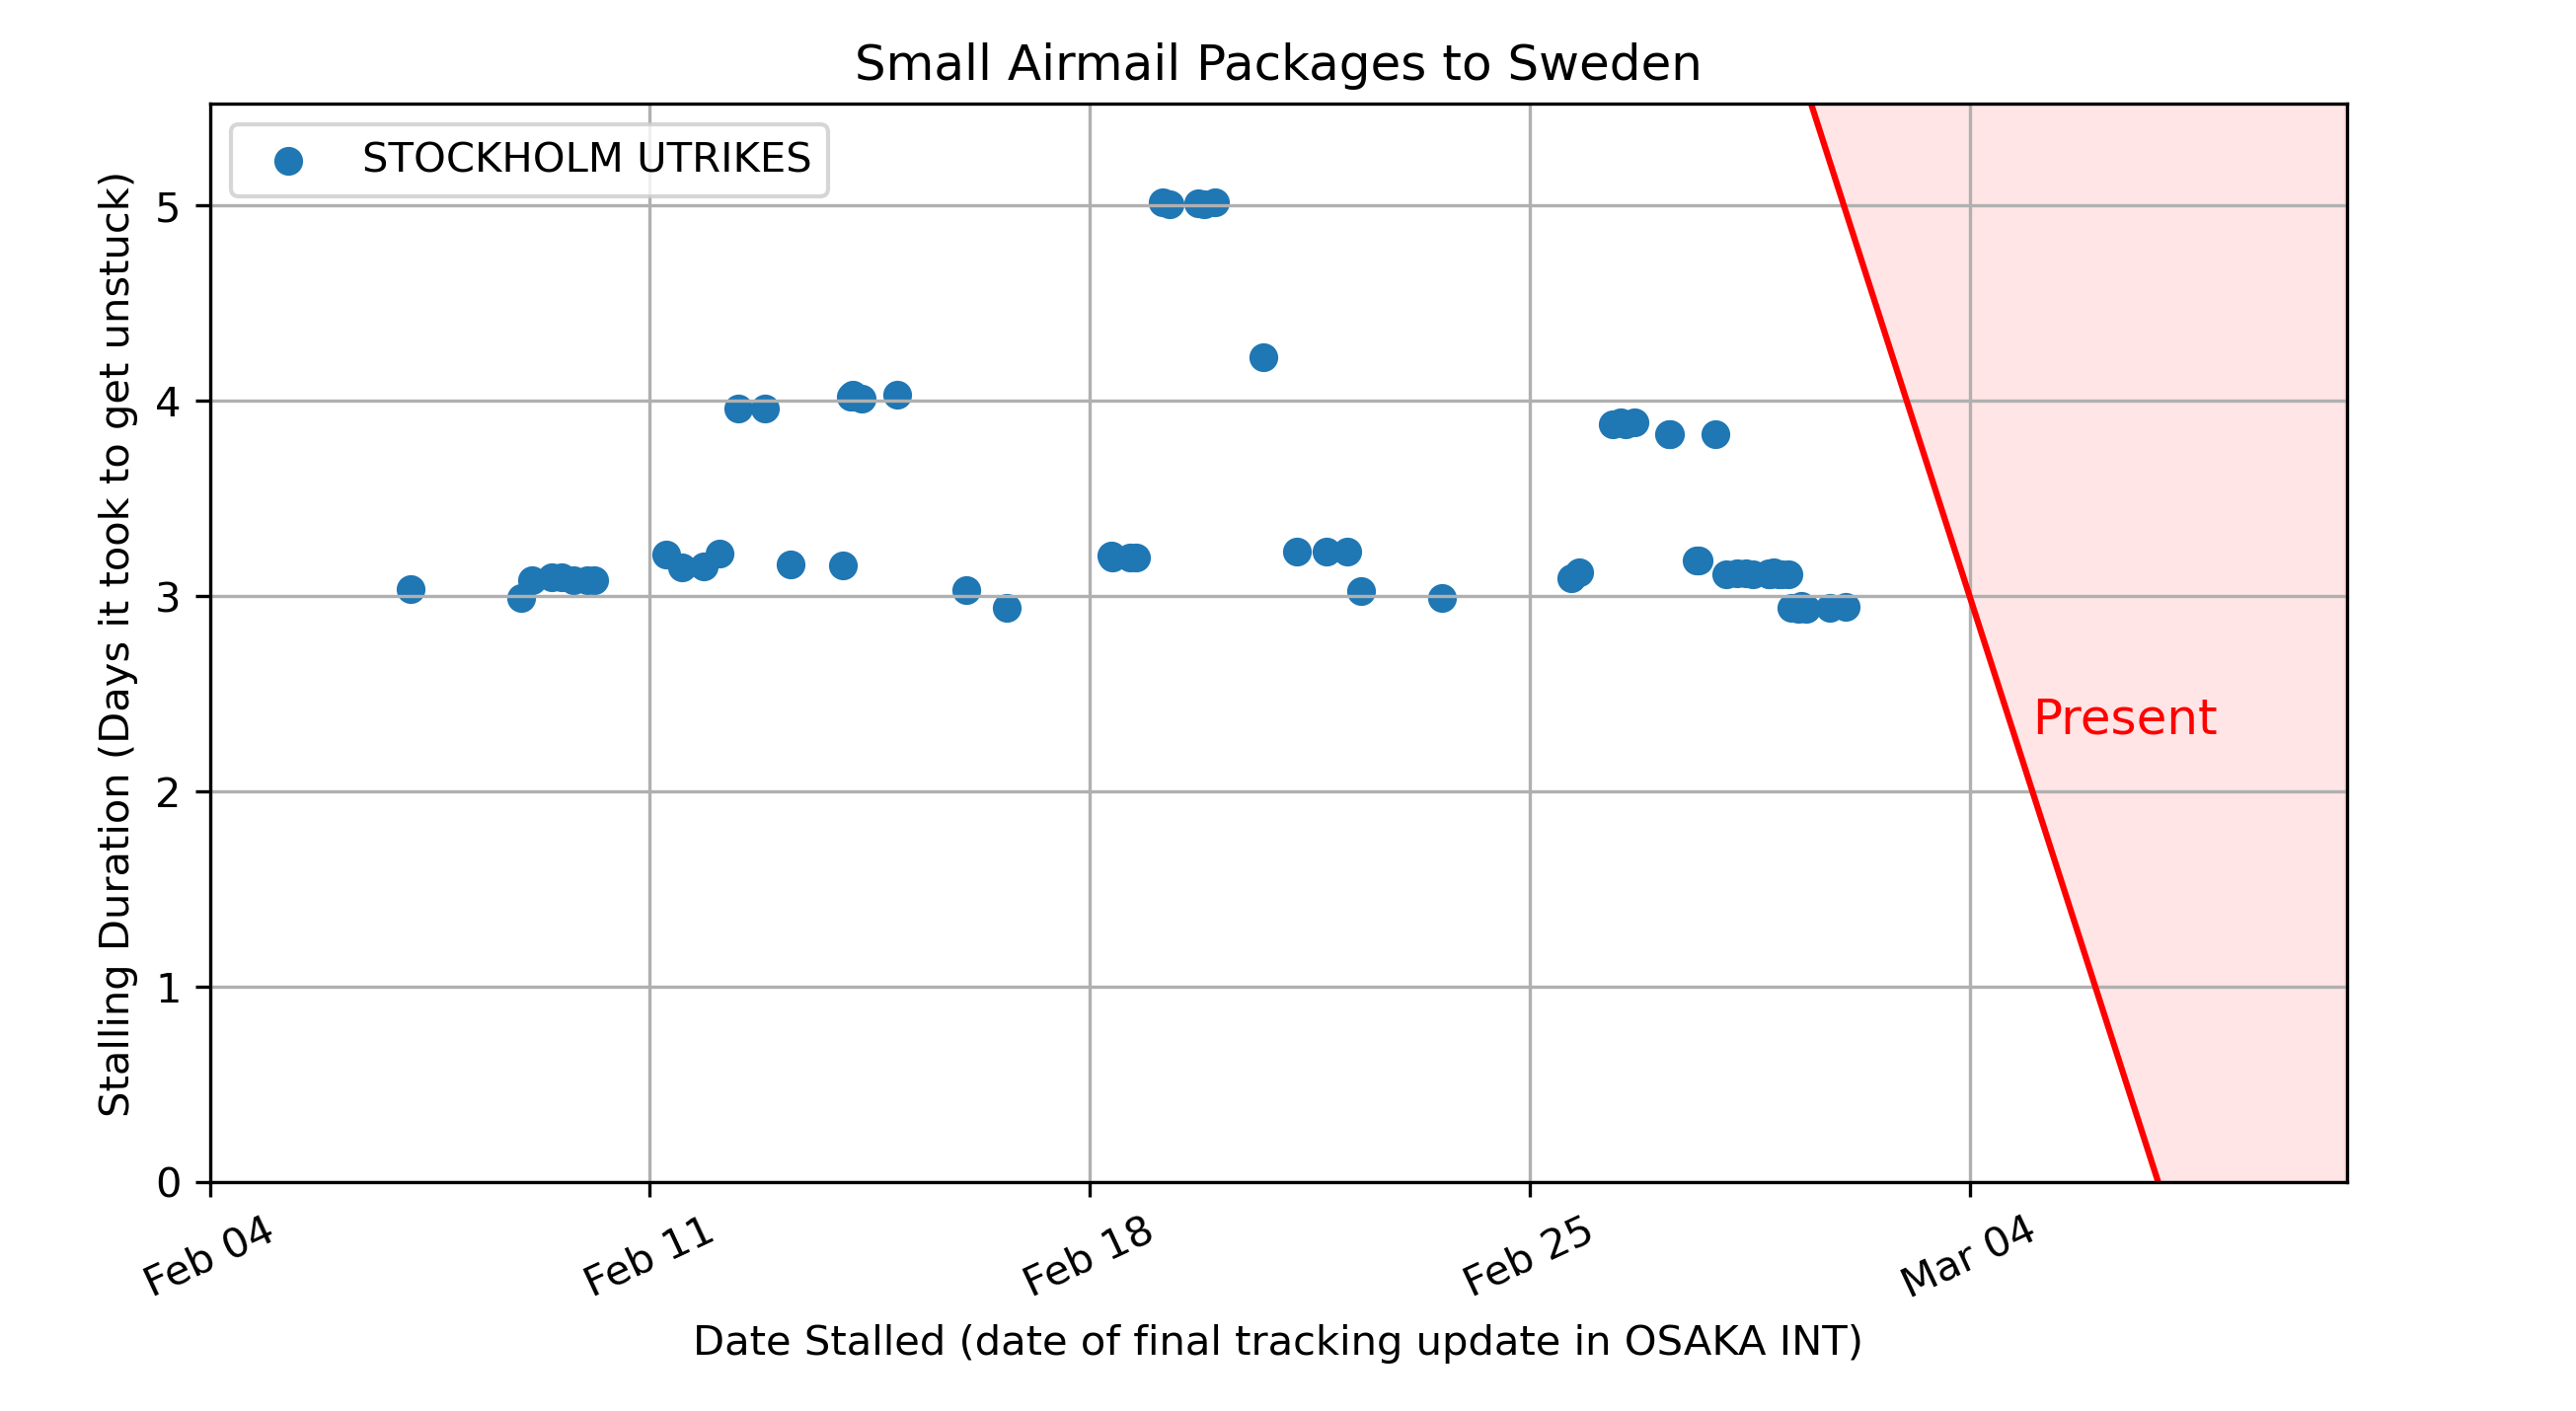 Small Airmail Packages to Sweden
STOCKHOLM UTRIKES
Stalling Duration (Days it took to get unstuck)
5
4
3
2
1
0
Present
Feb 04
Feb 11
Feb 18
Feb 25
Mar 04
Date Stalled (date of final tracking update in OSAKA INT)